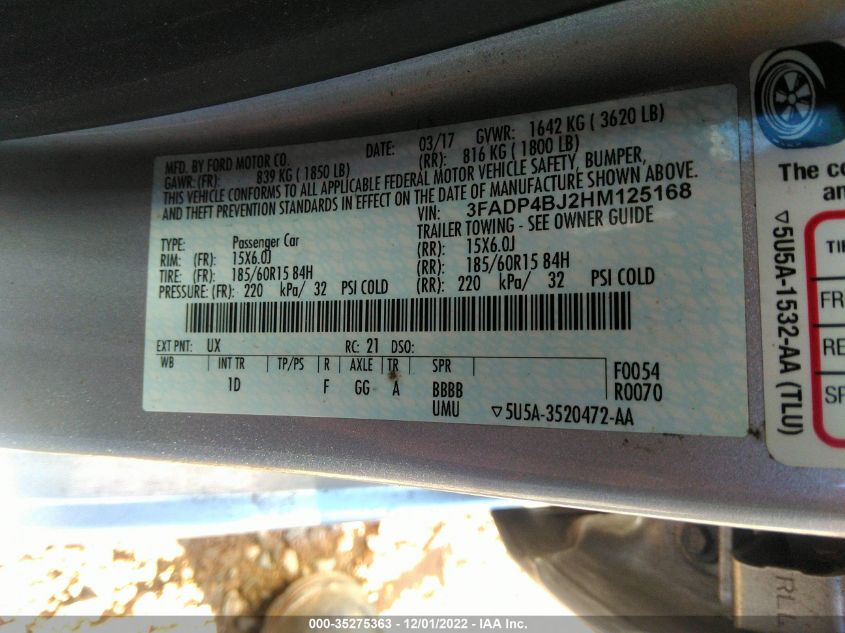 MFD. BY FORD MOTOR CO. DATE: 03/17 GVWR: 1642 KG ( 3620 LB)
GAWR: (FR) 839 KG ( 1850 LB) (RR): 816 KG ( 1800 LB)
THIS VEHICLE CONFORMS TO ALL APPLICABLE FEDERAL MOTOR VEHICLE SAFETY, BUMPER,
AND THEFT PREVENTION STANDARDS IN EFFECT ON THE DATE OF MANUFACTURE SHOWN ABOVE.
VIN: 3FADP4BJ2HM125168
TYPE: Passenger Car TRAILER TOWING - SEE OWNER GUIDE
RIM: (FR): 15X6.0J (RR): 15X6.0J
TIRE: (FR): 185/60R15 84H (RR): 185/60R15 84H
PRESSURE: (FR): 220 kPa/ 32 PSI COLD (RR): 220 kPa/ 32 PSI COLD
EXT PNT: UX RC: 21 DSO:
WB INT TR TP/PS R AXLE TR SPR F0054
1D F GG A BBBB R0070
UMU ▽5U5A-3520472-AA
The co
an
TIR
FR
RE
SP
▽5U5A-1532-AA (TLU)
RLL
000-35275363 - 12/01/2022 - IAA Inc.